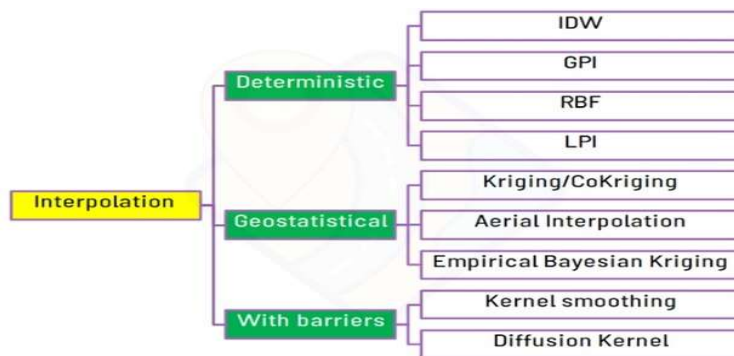 Interpolation
Deterministic
IDW
GPI
RBF
LPI
Geostatistical
Kriging/CoKriging
Aerial Interpolation
Empirical Bayesian Kriging
With barriers
Kernel smoothing
Diffusion Kernel